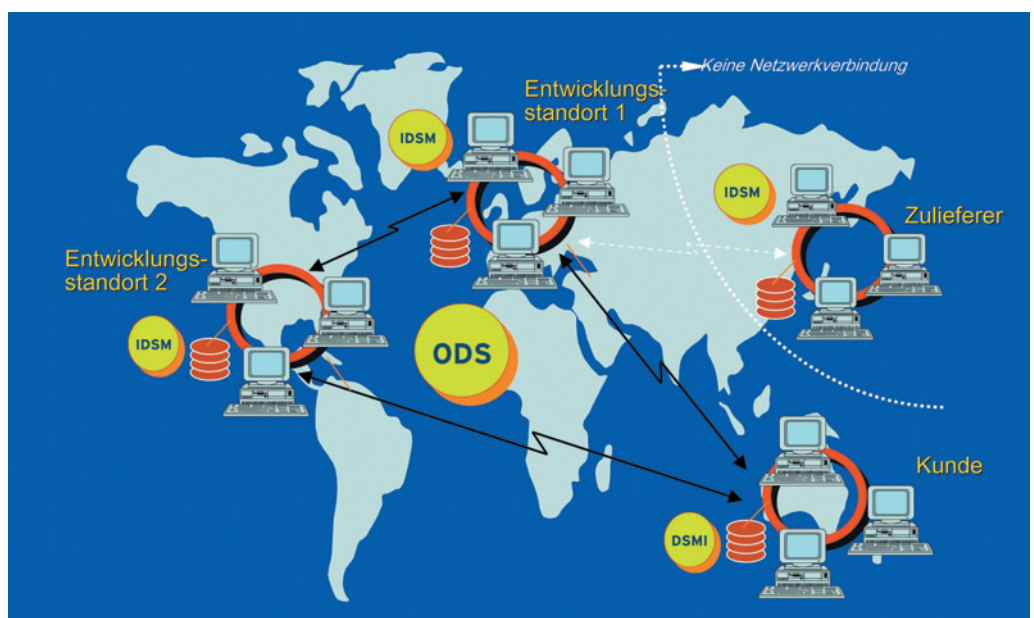 Keine Netzwerkverbindung
Entwicklungs-
standort 1
IDSM
IDSM
Zulieferer
Entwicklungs-
standort 2
IDSM
ODS
Kunde
DSMI